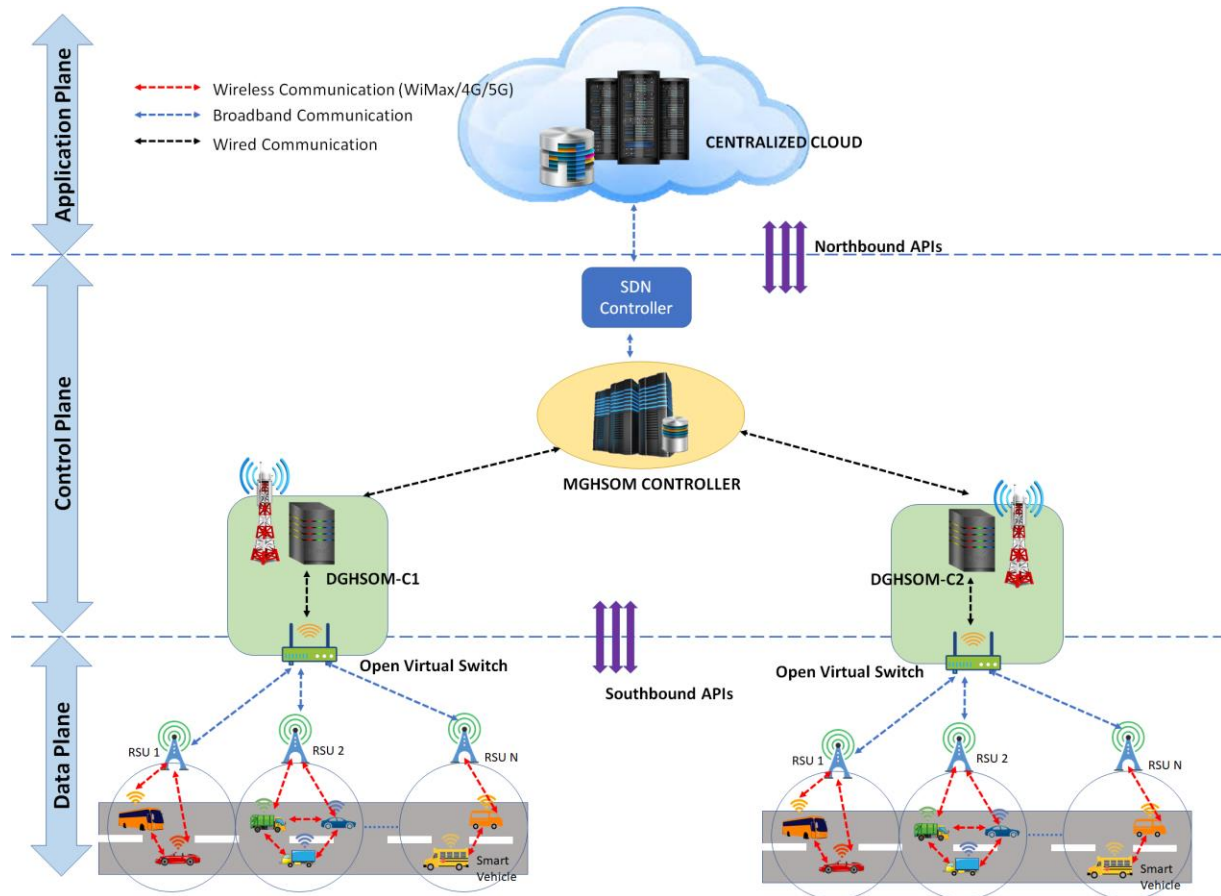 Application Plane
Wireless Communication (WiMax/4G/5G)
Broadband Communication
Wired Communication
CENTRALIZED CLOUD
Northbound APIs
Control Plane
SDN
Controller
MGHSOM CONTROLLER
DGHSOM-C1
DGHSOM-C2
Open Virtual Switch
Southbound APIs
Open Virtual Switch
Data Plane
RSU 1
RSU 2
RSU N
Smart
Vehicle
RSU 1
RSU 2
RSU N
Smart
Vehicle